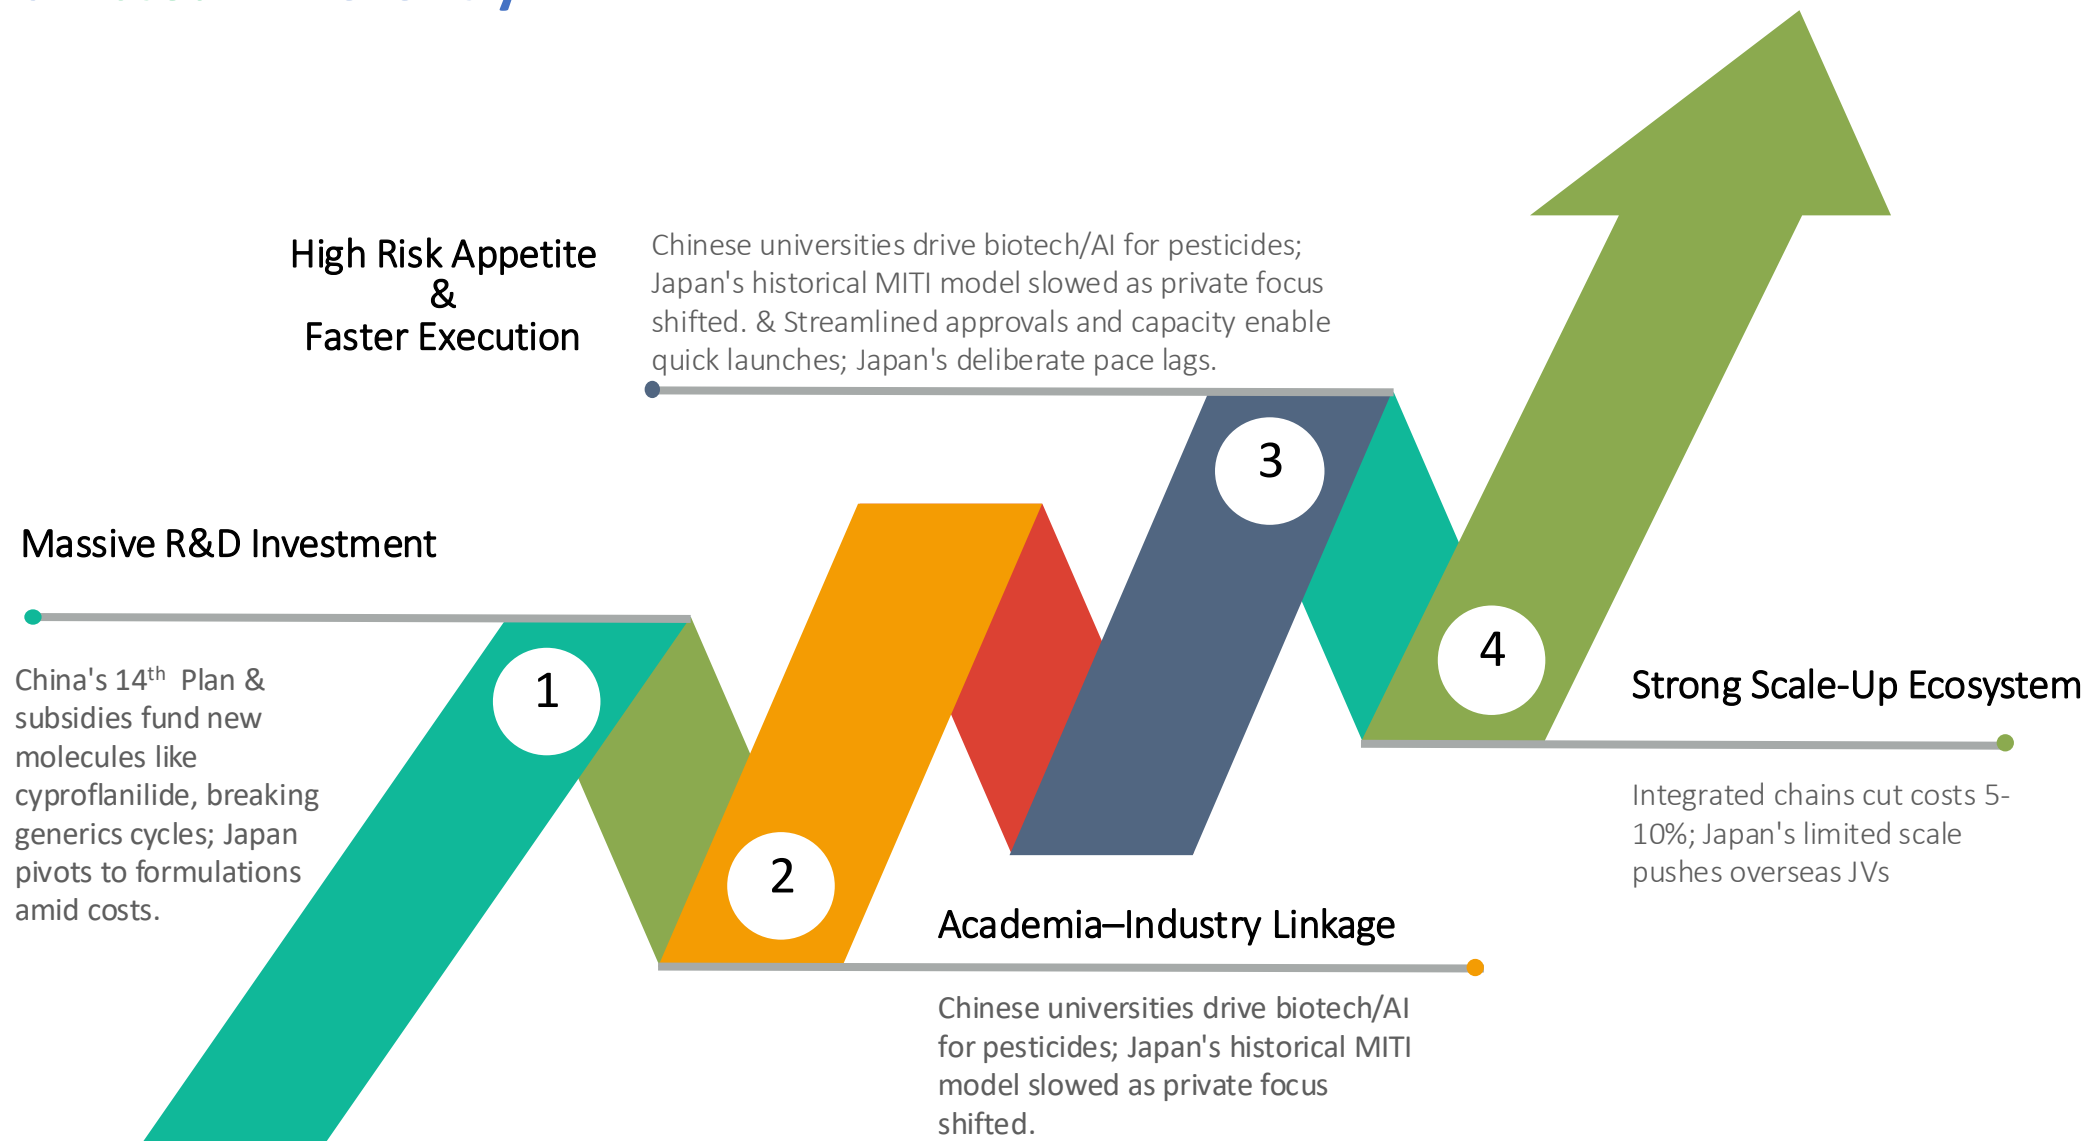 High Risk Appetite
&
Faster Execution
Chinese universities drive biotech/AI for pesticides;
Japan's historical MITI model slowed as private focus
shifted. & Streamlined approvals and capacity enable
quick launches; Japan's deliberate pace lags.
3
Massive R&D Investment
1
China's 14th Plan &
subsidies fund new
molecules like
cyproflanilide, breaking
generics cycles; Japan
pivots to formulations
amid costs.
4
Strong Scale-Up Ecosystem
Integrated chains cut costs 5-
10%; Japan's limited scale
pushes overseas JVs
2
Academia–Industry Linkage
Chinese universities drive biotech/AI
for pesticides; Japan's historical MITI
model slowed as private focus
shifted.